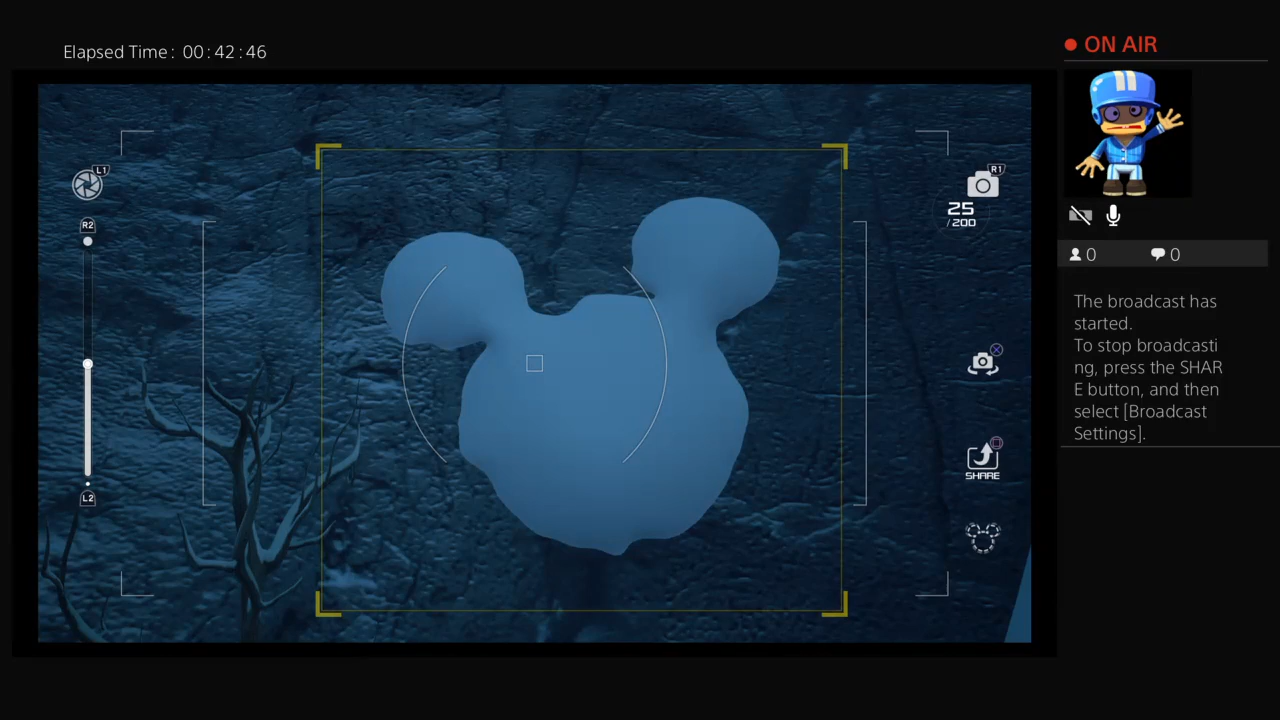 Elapsed Time: 00:42:46
ON AIR
L1
R1
25
/200
R2
0
0
The broadcast has
started.
To stop broadcasti
ng, press the SHAR
E button, and then
select [Broadcast
Settings].
SHARE
L2